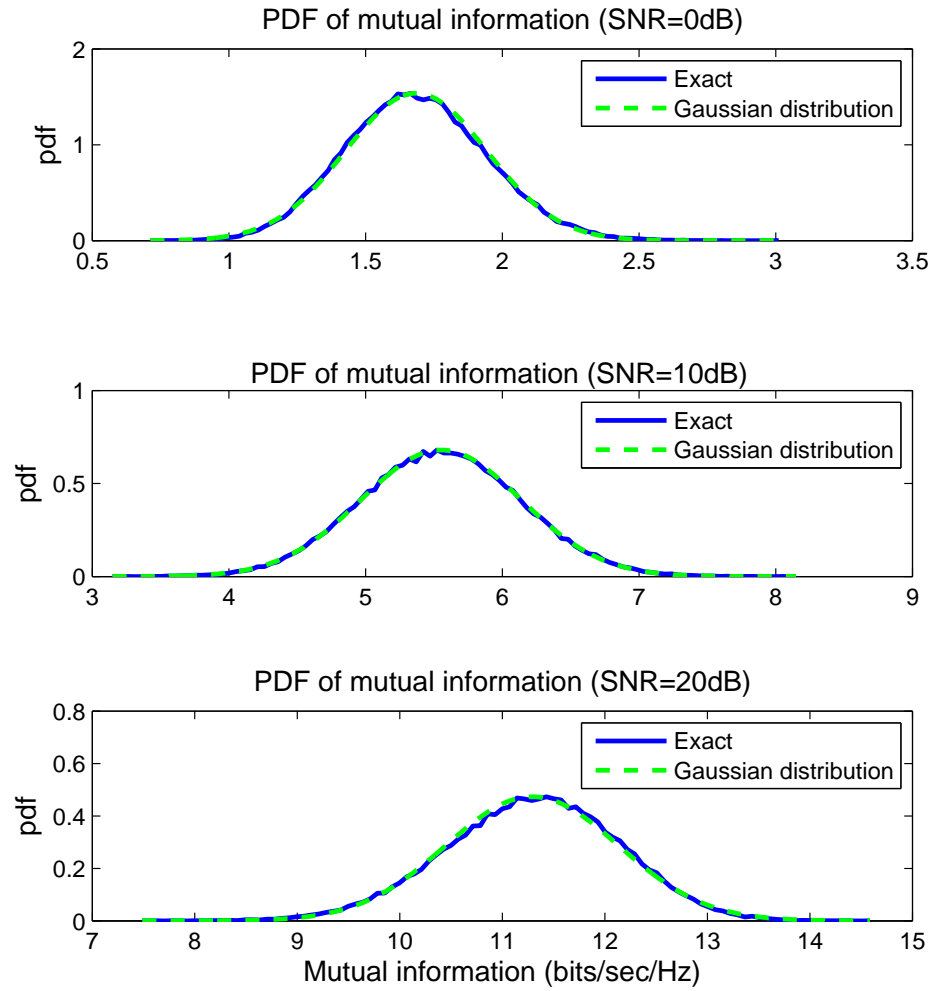 PDF of mutual information (SNR=0dB)
2
1
0
pdf
Exact
Gaussian distribution
0.5 1 1.5 2 2.5 3 3.5
PDF of mutual information (SNR=10dB)
1
0.5
0
pdf
Exact
Gaussian distribution
3 4 5 6 7 8 9
PDF of mutual information (SNR=20dB)
0.8
0.6
0.4
0.2
0
pdf
Exact
Gaussian distribution
7 8 9 10 11 12 13 14 15
Mutual information (bits/sec/Hz)